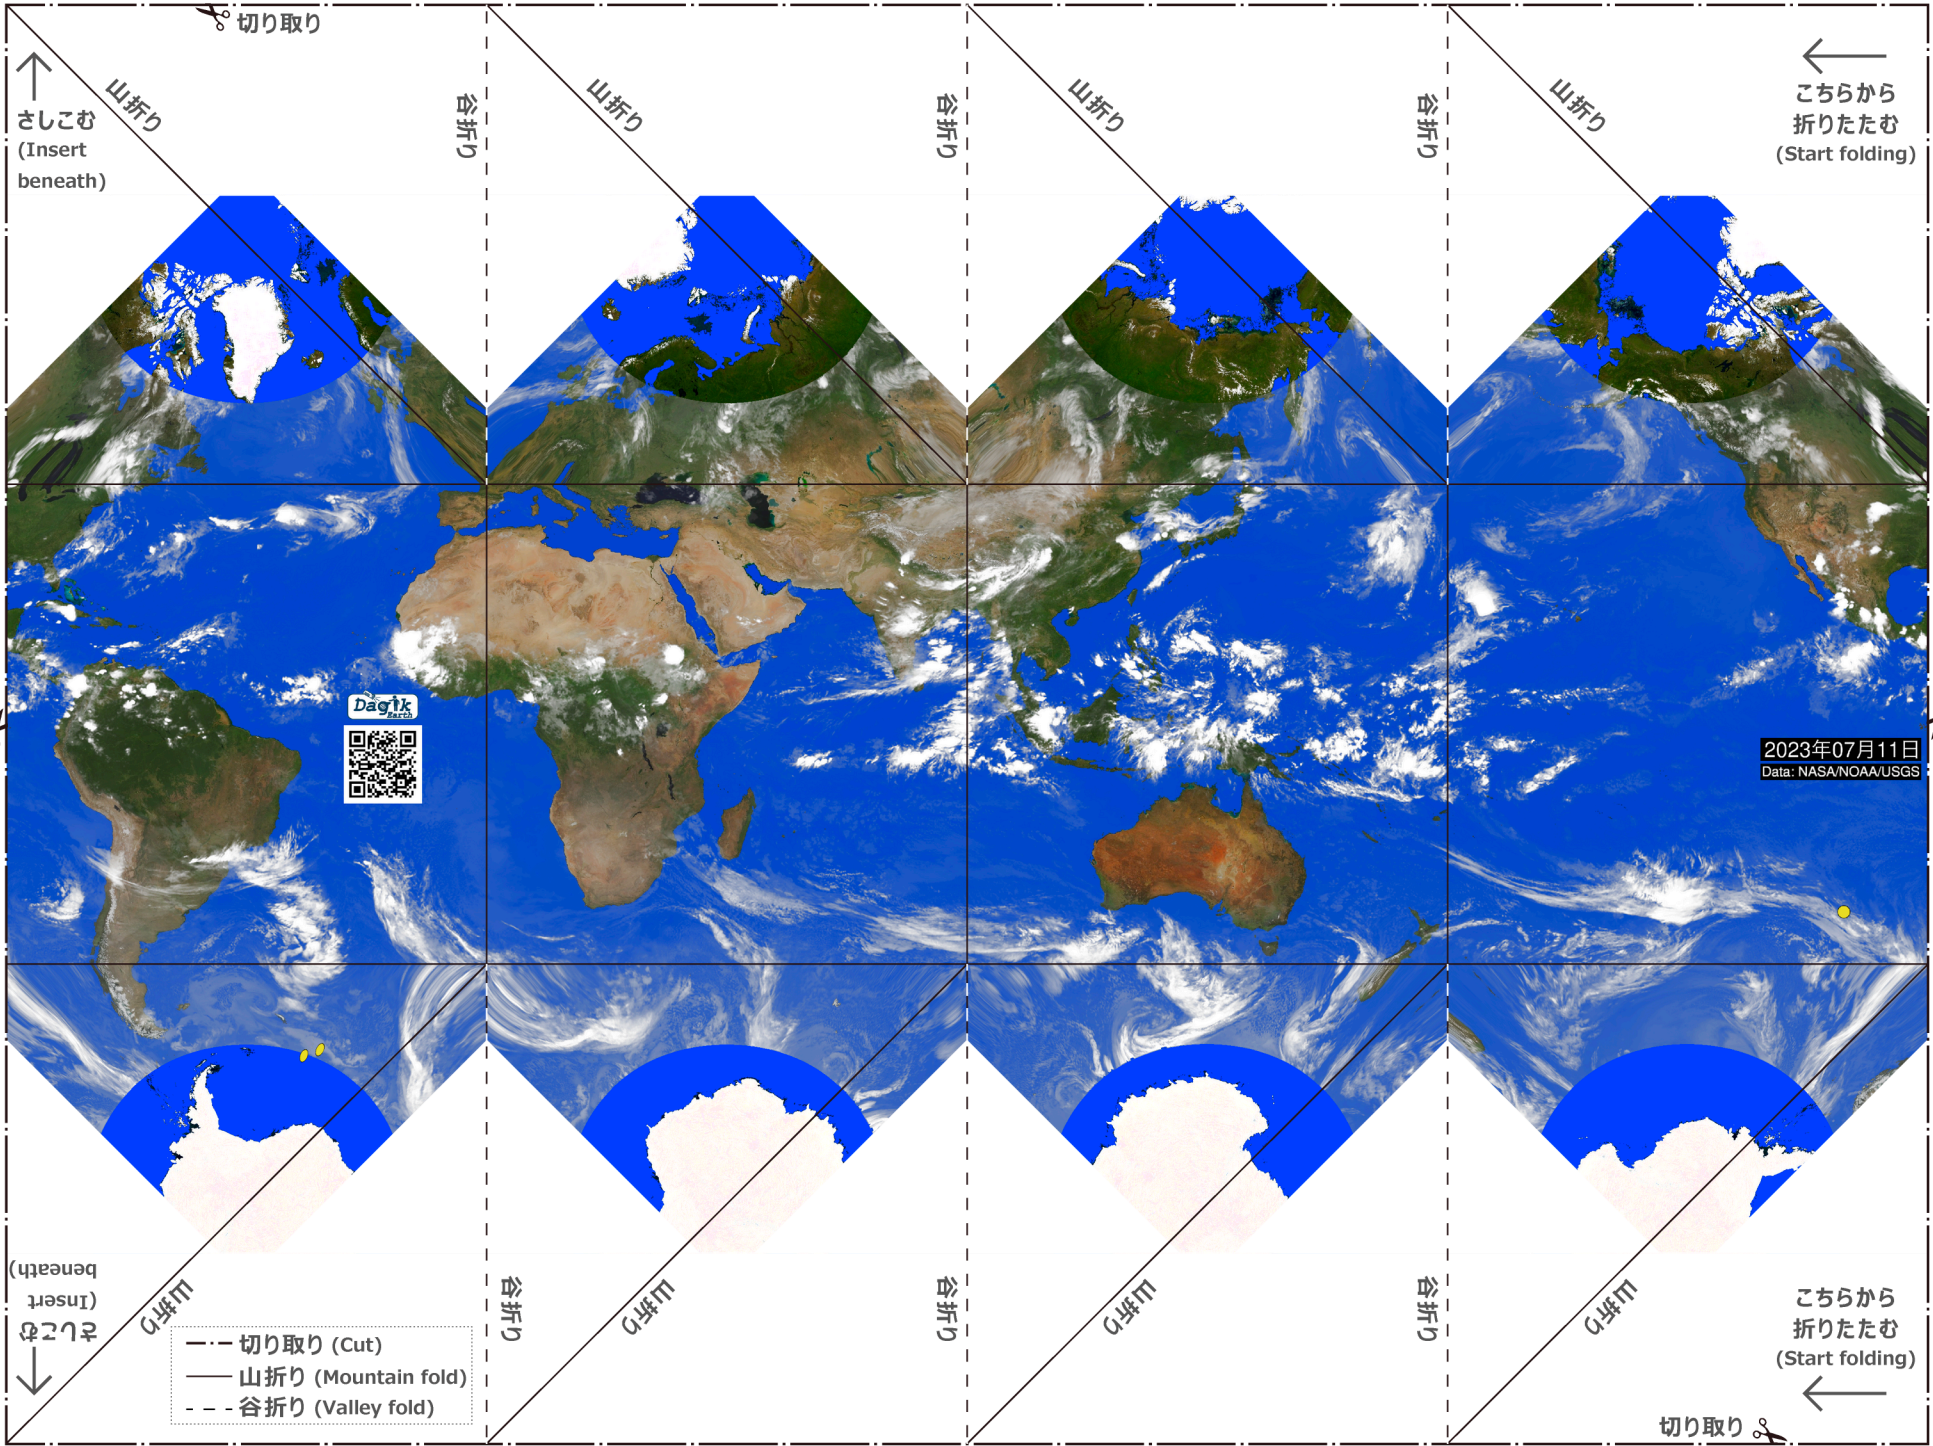 切り取り
山折り
谷折り
山折り
谷折り
山折り
谷折り
山折り
さしこむ
(Insert
beneath)
こちらから
折りたたむ
(Start folding)
Dagik
Earth
2023年07月11日
Data: NASA/NOAA/USGS
さしこむ
(Insert
beneath)
山折り
谷折り
山折り
谷折り
山折り
谷折り
山折り
こちらから
折りたたむ
(Start folding)
切り取り (Cut)
山折り (Mountain fold)
谷折り (Valley fold)
切り取り